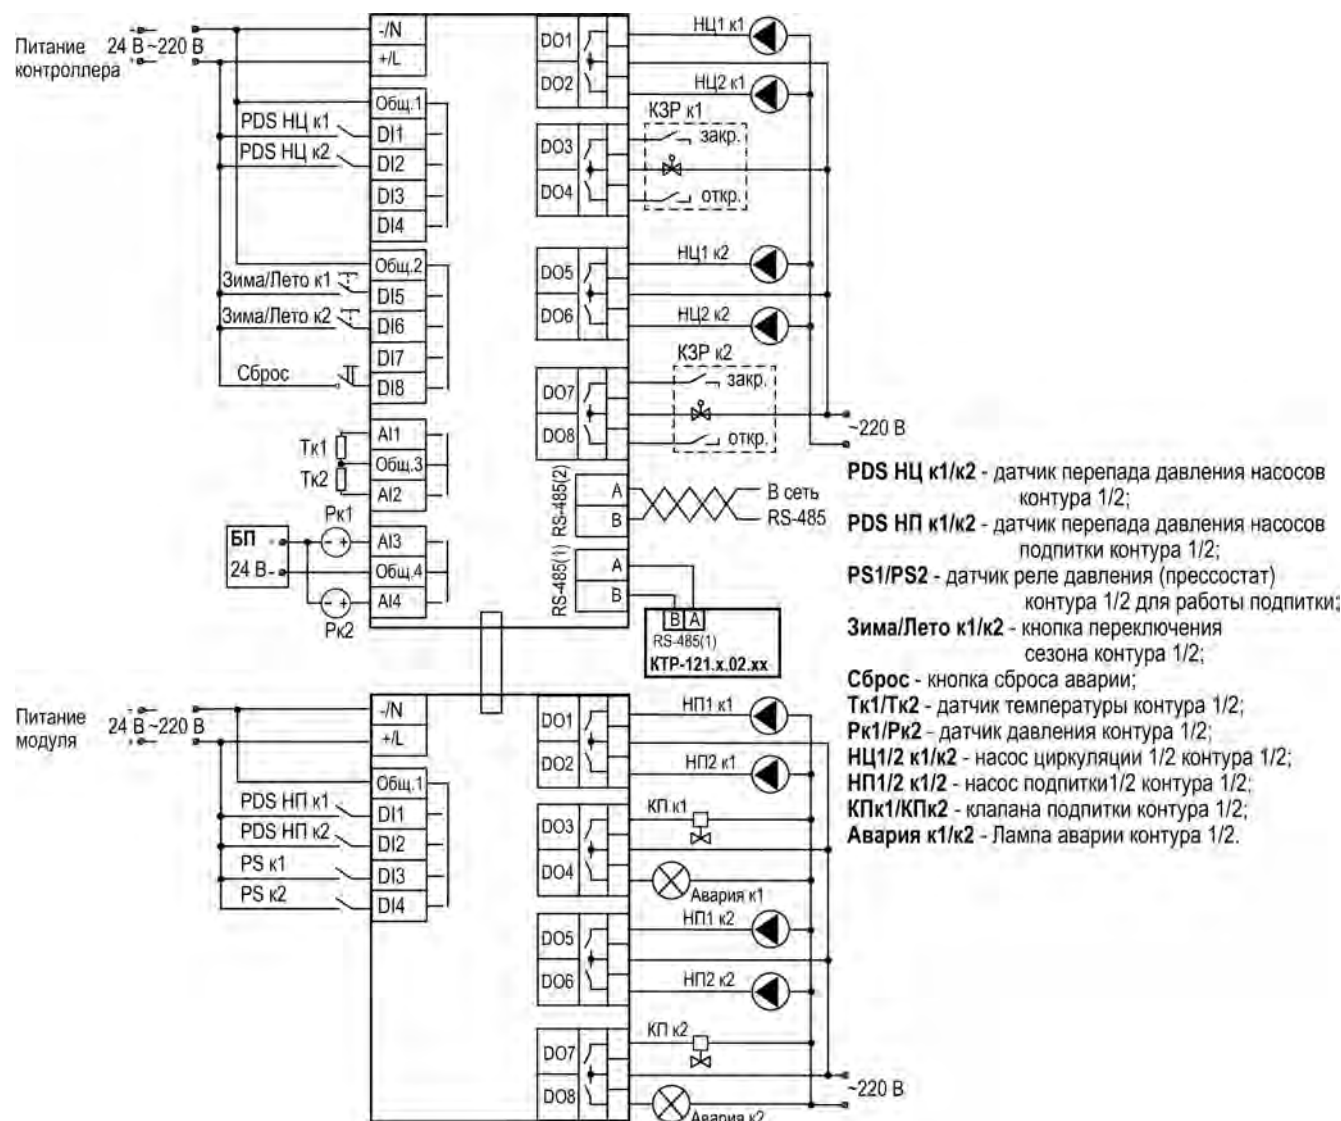 Питание
контроллера
24 В ~220 В
-/N
+/L
Общ.1
PDS НЦ к1
DI1
PDS НЦ к2
DI2
DI3
DI4
Общ.2
Зима/Лето к1
DI5
Зима/Лето к2
DI6
DI7
Сброс
DI8
AI1
Тк1
Общ.3
Тк2
AI2
Рк1
БП
24 В-
- +
AI3
Общ.4
- +
AI4
Рк2
DO1
НЦ1 к1
DO2
НЦ2 к1
КЗР к1
DO3
закр.
DO4
откр.
DO5
НЦ1 к2
DO6
НЦ2 к2
КЗР к2
DO7
закр.
DO8
откр.
~220 В
RS-485(2)
A
B
В сеть
RS-485
RS-485(1)
A
B
B A
RS-485(1)
КТР-121.х.02.хх
PDS НЦ к1/к2 - датчик перепада давления насосов
контура 1/2;
PDS НП к1/к2 - датчик перепада давления насосов
подпитки контура 1/2;
PS1/PS2 - датчик реле давления (прессостат)
контура 1/2 для работы подпитки;
Зима/Лето к1/к2 - кнопка переключения
сезона контура 1/2;
Сброс - кнопка сброса аварии;
Тк1/Тк2 - датчик температуры контура 1/2;
Рк1/Рк2 - датчик давления контура 1/2;
НЦ1/2 к1/к2 - насос циркуляции 1/2 контура 1/2;
НП1/2 к1/2 - насос подпитки1/2 контура 1/2;
КПк1/КПк2 - клапана подпитки контура 1/2;
Авария к1/к2 - Лампа аварии контура 1/2.
Питание
модуля
24 В ~220 В
-/N
+/L
Общ.1
PDS НП к1
DI1
PDS НП к2
DI2
PS к1
DI3
PS к2
DI4
DO1
НП1 к1
DO2
НП2 к1
DO3
КП к1
DO4
Авария к1
DO5
НП1 к2
DO6
НП2 к2
DO7
КП к2
DO8
Авария к2
~220 В